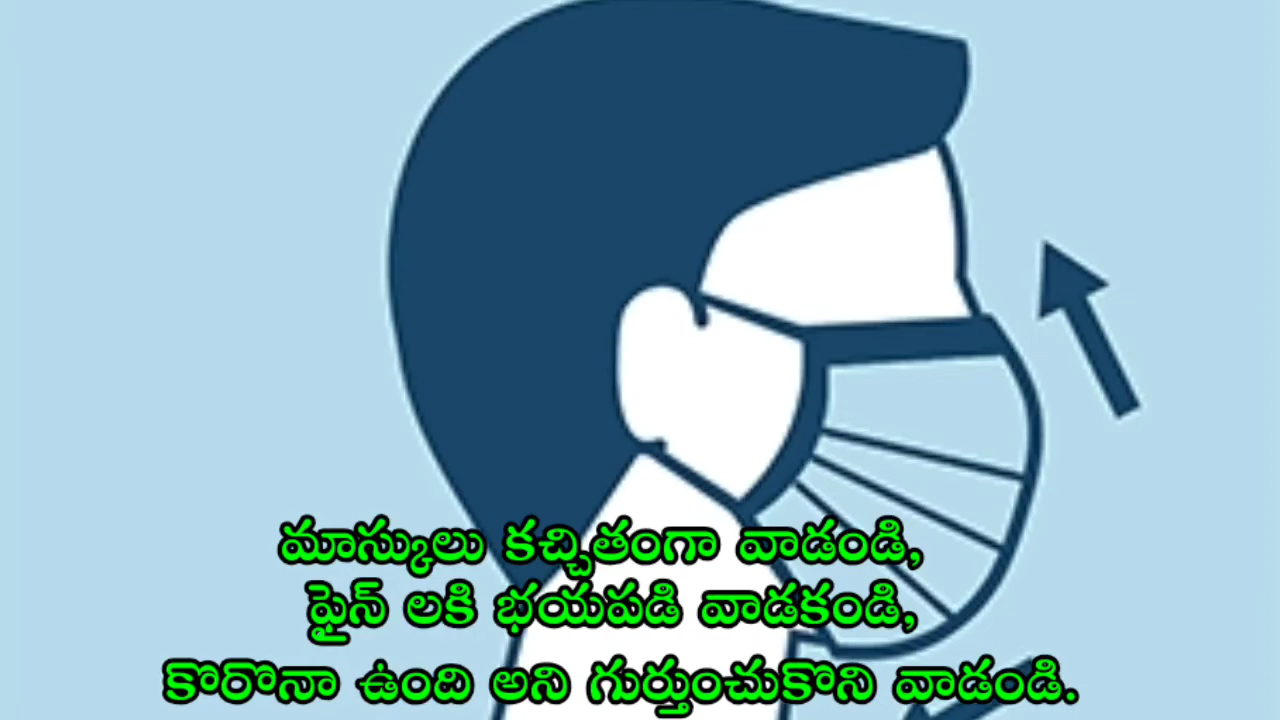 మాస్కులు కచ్చితంగా వాడండి,
ఫైన్ లకి భయపడి వాడకండి,
కొరొనా ఉంది అని గుర్తుంచుకొని వాడండి.